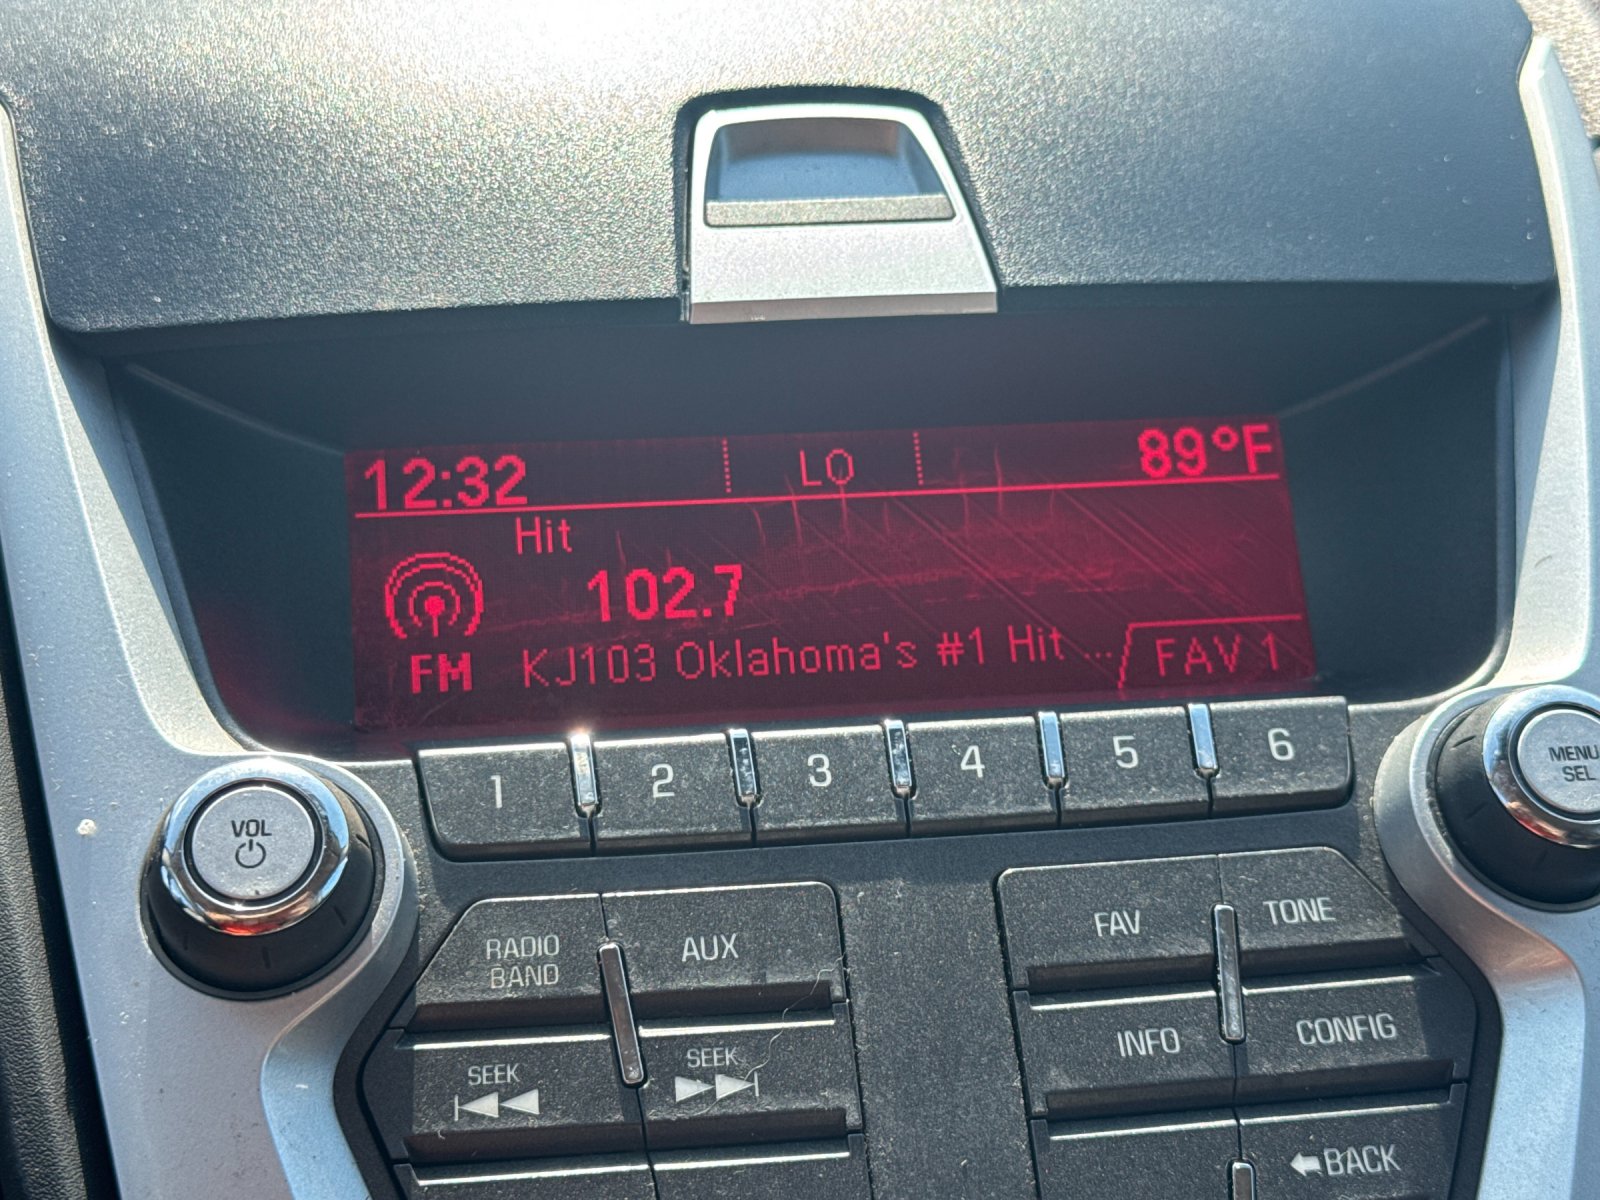 12:32 LO 89°F
Hit
102.7
FM KJ103 Oklahoma's #1 Hit ... FAV 1
1 2 3 4 5 6
VOL
MENU
SEL
RADIO
BAND
AUX
FAV
TONE
SEEK
SEEK
INFO
CONFIG
BACK